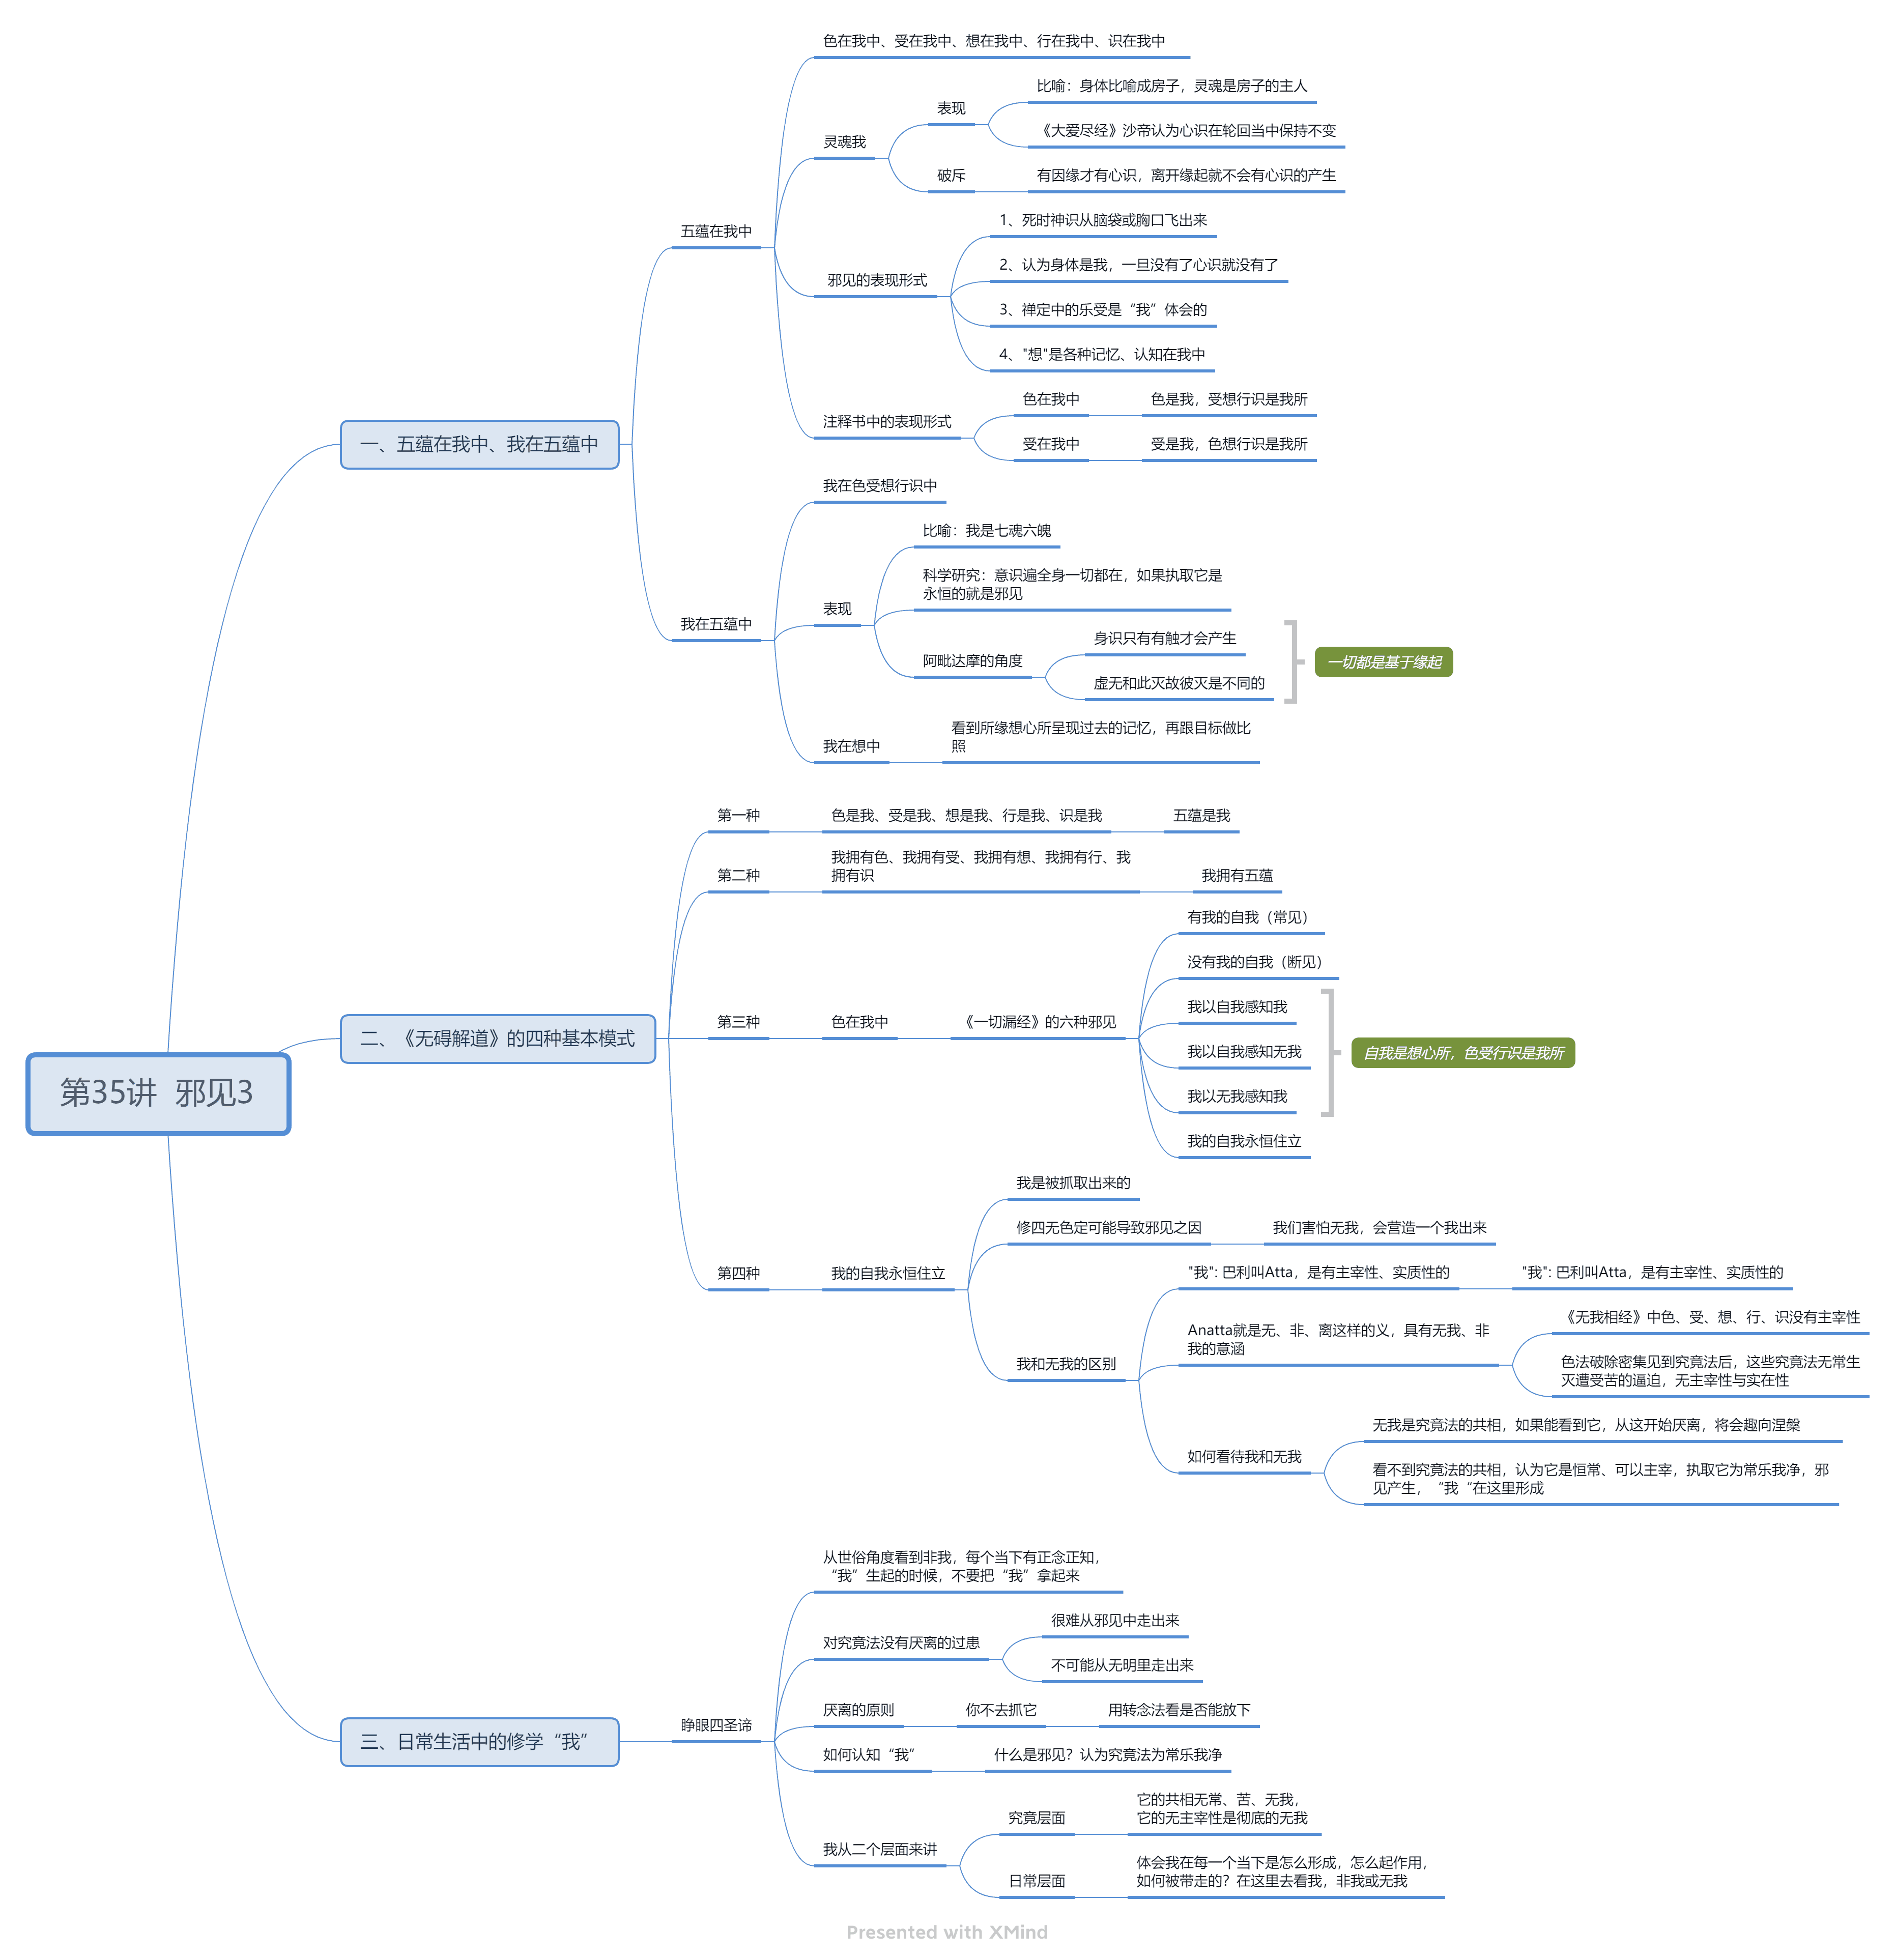 第35讲  邪见3
一、五蕴在我中、我在五蕴中
五蕴在我中
色在我中、受在我中、想在我中、行在我中、识在我中
灵魂我
表现
比喻：身体比喻成房子，灵魂是房子的主人
《大爱尽经》沙帝认为心识在轮回当中保持不变
破斥
有因缘才有心识，离开缘起就不会有心识的产生
邪见的表现形式
1、死时神识从脑袋或胸口飞出来
2、认为身体是我，一旦没有了心识就没有了
3、禅定中的乐受是“我”体会的
4、"想"是各种记忆、认知在我中
注释书中的表现形式
色在我中
色是我，受想行识是我所
受在我中
受是我，色想行识是我所
我在五蕴中
我在色受想行识中
表现
比喻：我是七魂六魄
科学研究：意识遍全身一切都在，如果执取它是
永恒的就是邪见
阿毗达摩的角度
身识只有有触才会产生
虚无和此灭故彼灭是不同的
一切都是基于缘起
我在想中
看到所缘想心所呈现过去的记忆，再跟目标做比
照
二、《无碍解道》的四种基本模式
第一种
色是我、受是我、想是我、行是我、识是我
五蕴是我
第二种
我拥有色、我拥有受、我拥有想、我拥有行、我
拥有识
我拥有五蕴
第三种
色在我中
《一切漏经》的六种邪见
有我的自我（常见）
没有我的自我（断见）
我以自我感知我
我以自我感知无我
我以无我感知我
自我是想心所，色受行识是我所
我的自我永恒住立
第四种
我的自我永恒住立
我是被抓取出来的
修四无色定可能导致邪见之因
我们害怕无我，会营造一个我出来
我和无我的区别
"我"：巴利叫Atta，是有主宰性、实质性的
"我"：巴利叫Atta，是有主宰性、实质性的
Anatta就是无、非、离这样的义，具有无我、非
我的意涵
《无我相经》中色、受、想、行、识没有主宰性
色法破除密集见到究竟法后，这些究竟法无常生
灭遭受苦的逼迫，无主宰性与实在性
如何看待我和无我
无我是究竟法的共相，如果能看到它，从这开始厌离，将会趣向涅槃
看不到究竟法的共相，认为它是恒常、可以主宰，执取它为常乐我净，邪
见产生，“我“在这里形成
三、日常生活中的修学“我”
睁眼四圣谛
从世俗角度看到非我，每个当下有正念正知，
“我”生起的时候，不要把“我”拿起来
对究竟法没有厌离的过患
很难从邪见中走出来
不可能从无明里走出来
厌离的原则
你不去抓它
用转念法看是否能放下
如何认知“我”
什么是邪见？认为究竟法为常乐我净
我从二个层面来讲
究竟层面
它的共相无常、苦、无我，
它的无主宰性是彻底的无我
日常层面
体会我在每一个当下是怎么形成，怎么起作用，
如何被带走的？在这里去看我，非我或无我
Presented with XMind